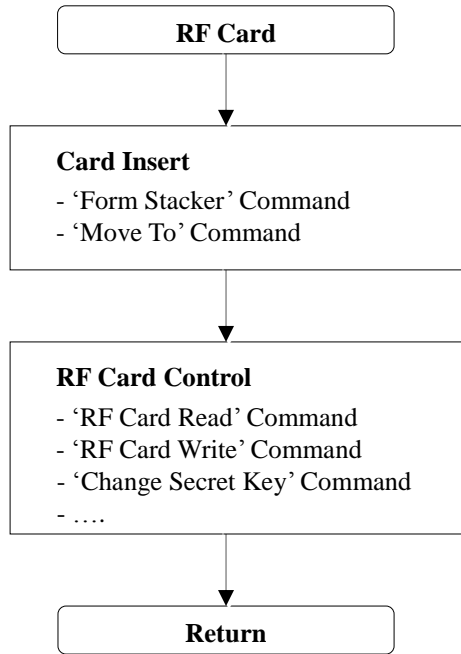 RF Card
Card Insert
- ‘Form Stacker’ Command
- ‘Move To’ Command
RF Card Control
- ‘RF Card Read’ Command
- ‘RF Card Write’ Command
- ‘Change Secret Key’ Command
- ….
Return